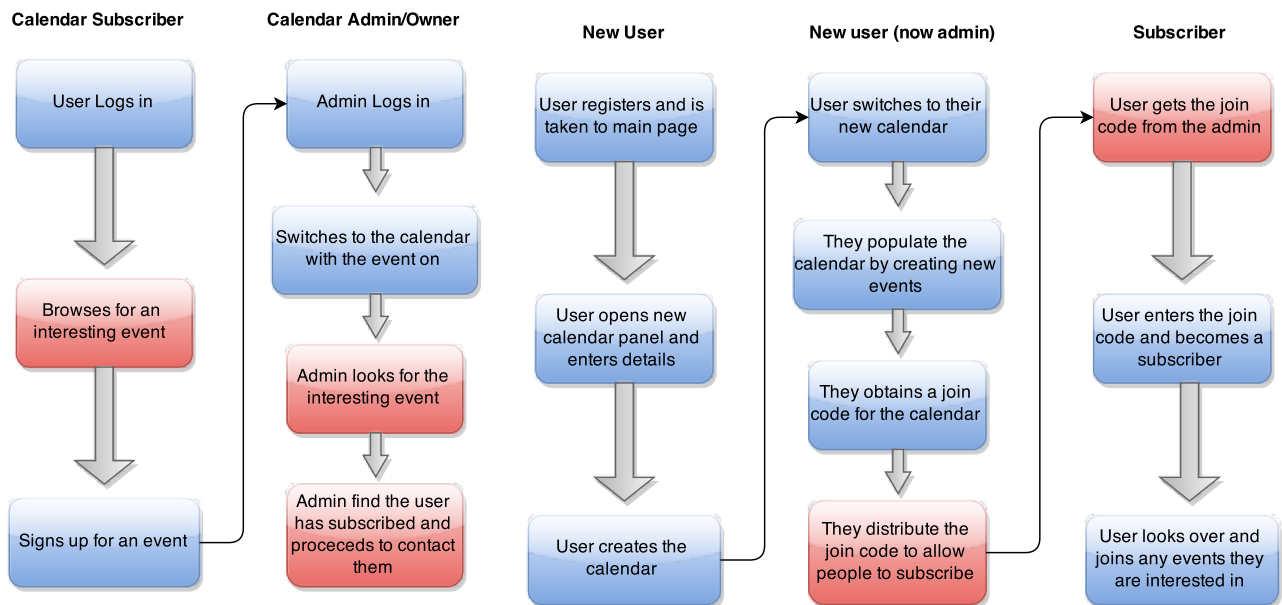 Calendar Subscriber
User Logs in
Browses for an
interesting event
Signs up for an event
Calendar Admin/Owner
Admin Logs in
Switches to the calendar
with the event on
Admin looks for the
interesting event
Admin find the user
has subscribed and
proceceds to contact
them
New User
User registers and is
taken to main page
User opens new
calendar panel and
enters details
User creates the
calendar
New user (now admin)
User switches to their
new calendar
They populate the
calendar by creating new
events
They obtains a join
code for the calendar
They distribute the
join code to allow
people to subscribe
Subscriber
User gets the join
code from the admin
User enters the join
code and becomes a
subscriber
User looks over and
joins any events they
are interested in